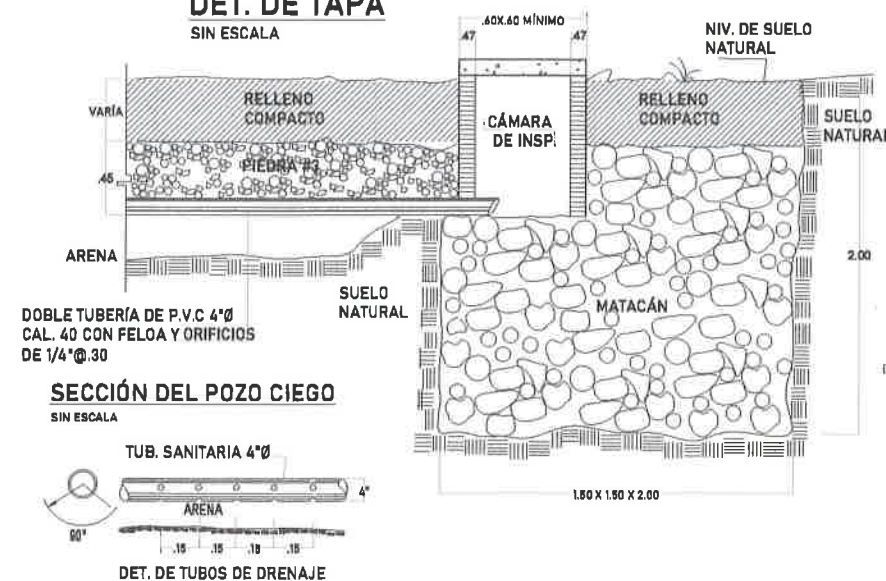 DET. DE TAPA
SIN ESCALA
.60X.60 MÍNIMO
.47
.47
NIV. DE SUELO
NATURAL
VARÍA
RELLENO
COMPACTO
CÁMARA
DE INSP.
RELLENO
COMPACTO
SUELO
NATURAL
PIEDRA #3
.45
ARENA
SUELO
NATURAL
MATACÁN
2.00
DOBLE TUBERÍA DE P.V.C 4"Ø
CAL. 40 CON FELOA Y ORIFICIOS
DE 1/4"@.30
SECCIÓN DEL POZO CIEGO
SIN ESCALA
TUB. SANITARIA 4"Ø
4"
ARENA
90°
.15 .15 .15 .15
1.50 X 1.50 X 2.00
DET. DE TUBOS DE DRENAJE